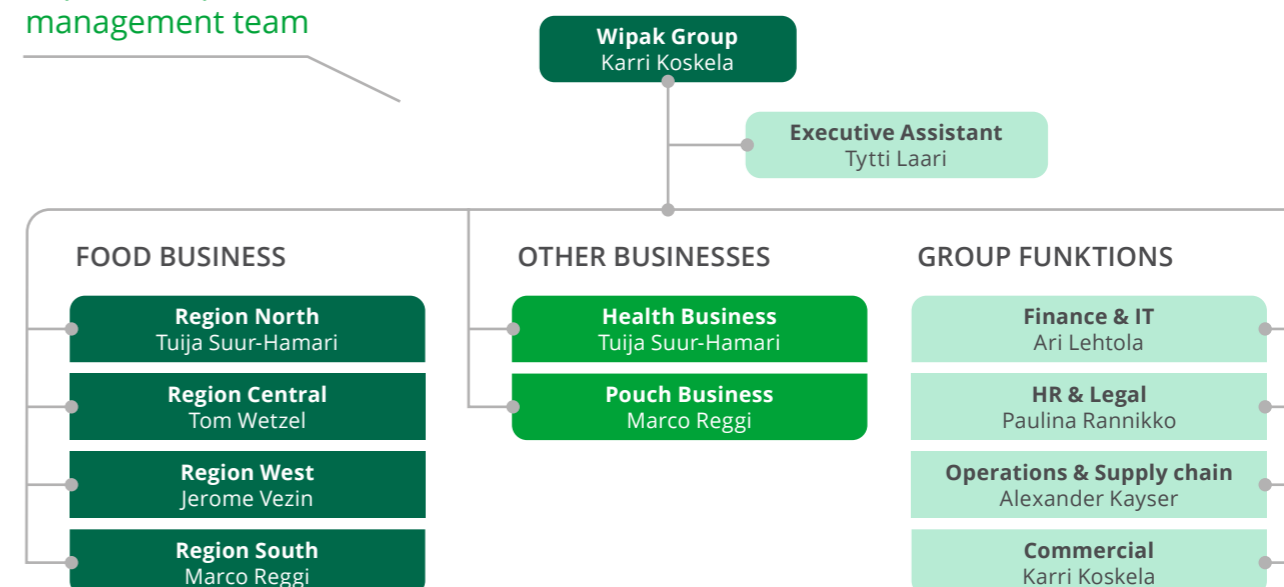 management team
Wipak Group
Karri Koskela
Executive Assistant
Tytti Laari
FOOD BUSINESS
Region North
Tuija Suur-Hamari
Region Central
Tom Wetzel
Region West
Jerome Vezin
Region South
Marco Reggi
OTHER BUSINESSES
Health Business
Tuija Suur-Hamari
Pouch Business
Marco Reggi
GROUP FUNKTIONS
Finance & IT
Ari Lehtola
HR & Legal
Paulina Rannikko
Operations & Supply chain
Alexander Kayser
Commercial
Karri Koskela